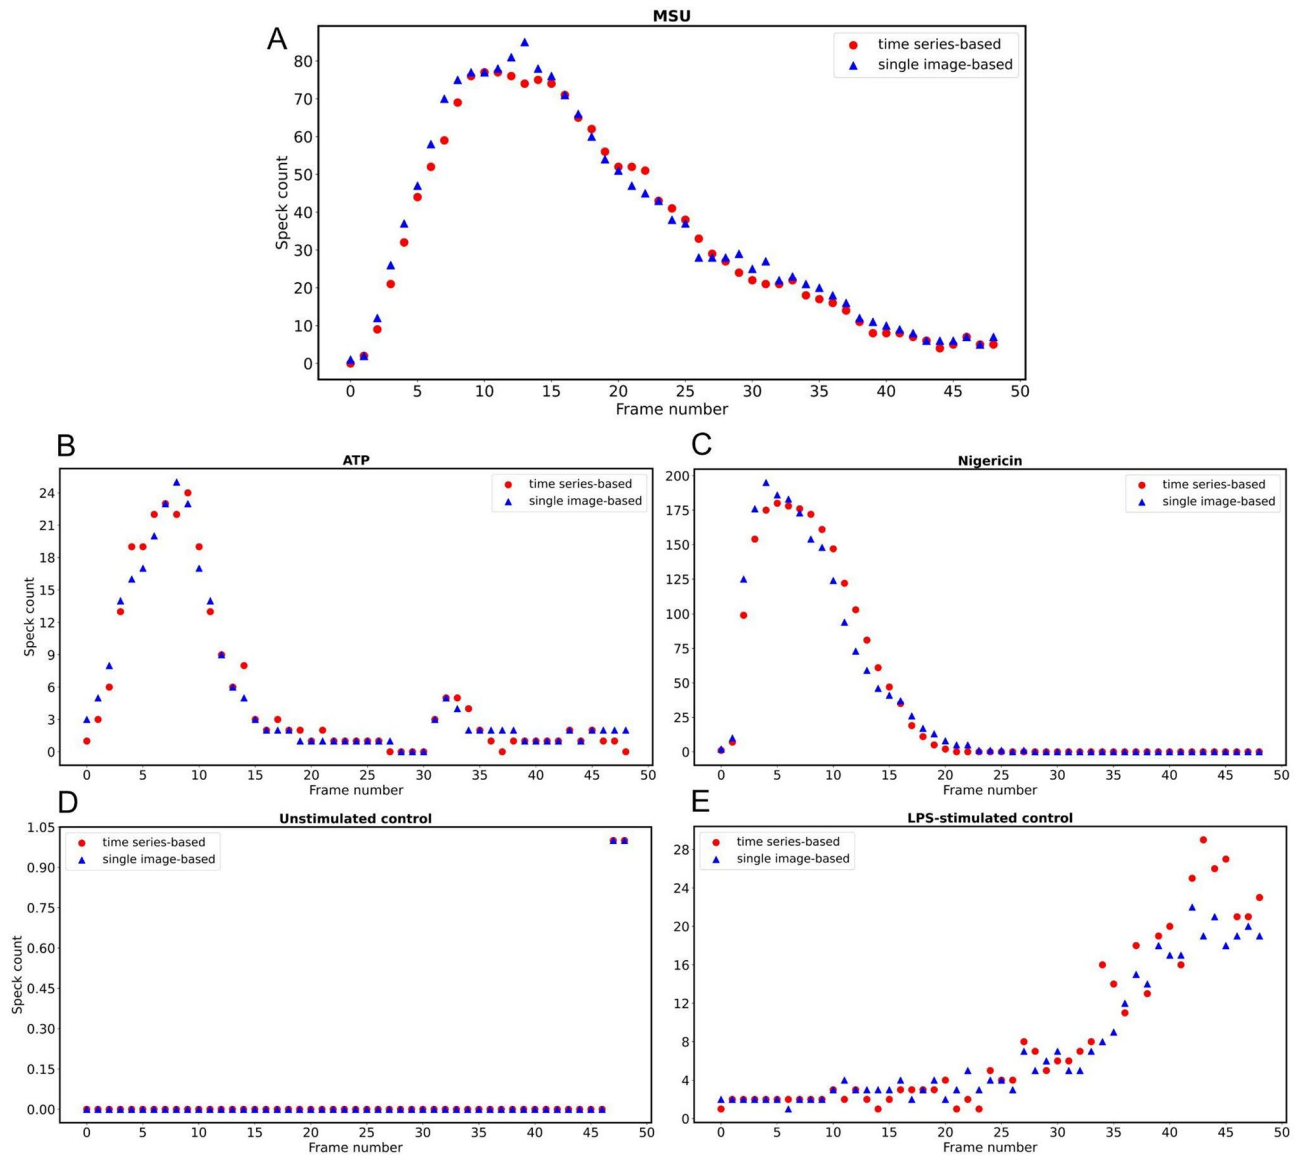 A
MSU
time series-based
single image-based
80
70
60
50
40
30
20
10
0
Speck count
0 5 10 15 20 25 30 35 40 45 50
Frame number
B
ATP
time series-based
single image-based
24
21
18
15
12
9
6
3
0
Speck count
0 5 10 15 20 25 30 35 40 45 50
Frame number
C
Nigericin
time series-based
single image-based
200
175
150
125
100
75
50
25
0
0 5 10 15 20 25 30 35 40 45 50
Frame number
D
Unstimulated control
time series-based
single image-based
1.05
0.90
0.75
0.60
0.45
0.30
0.15
0.00
Speck count
0 5 10 15 20 25 30 35 40 45 50
Frame number
E
LPS-stimulated control
time series-based
single image-based
28
24
20
16
12
8
4
0
0 5 10 15 20 25 30 35 40 45 50
Frame number